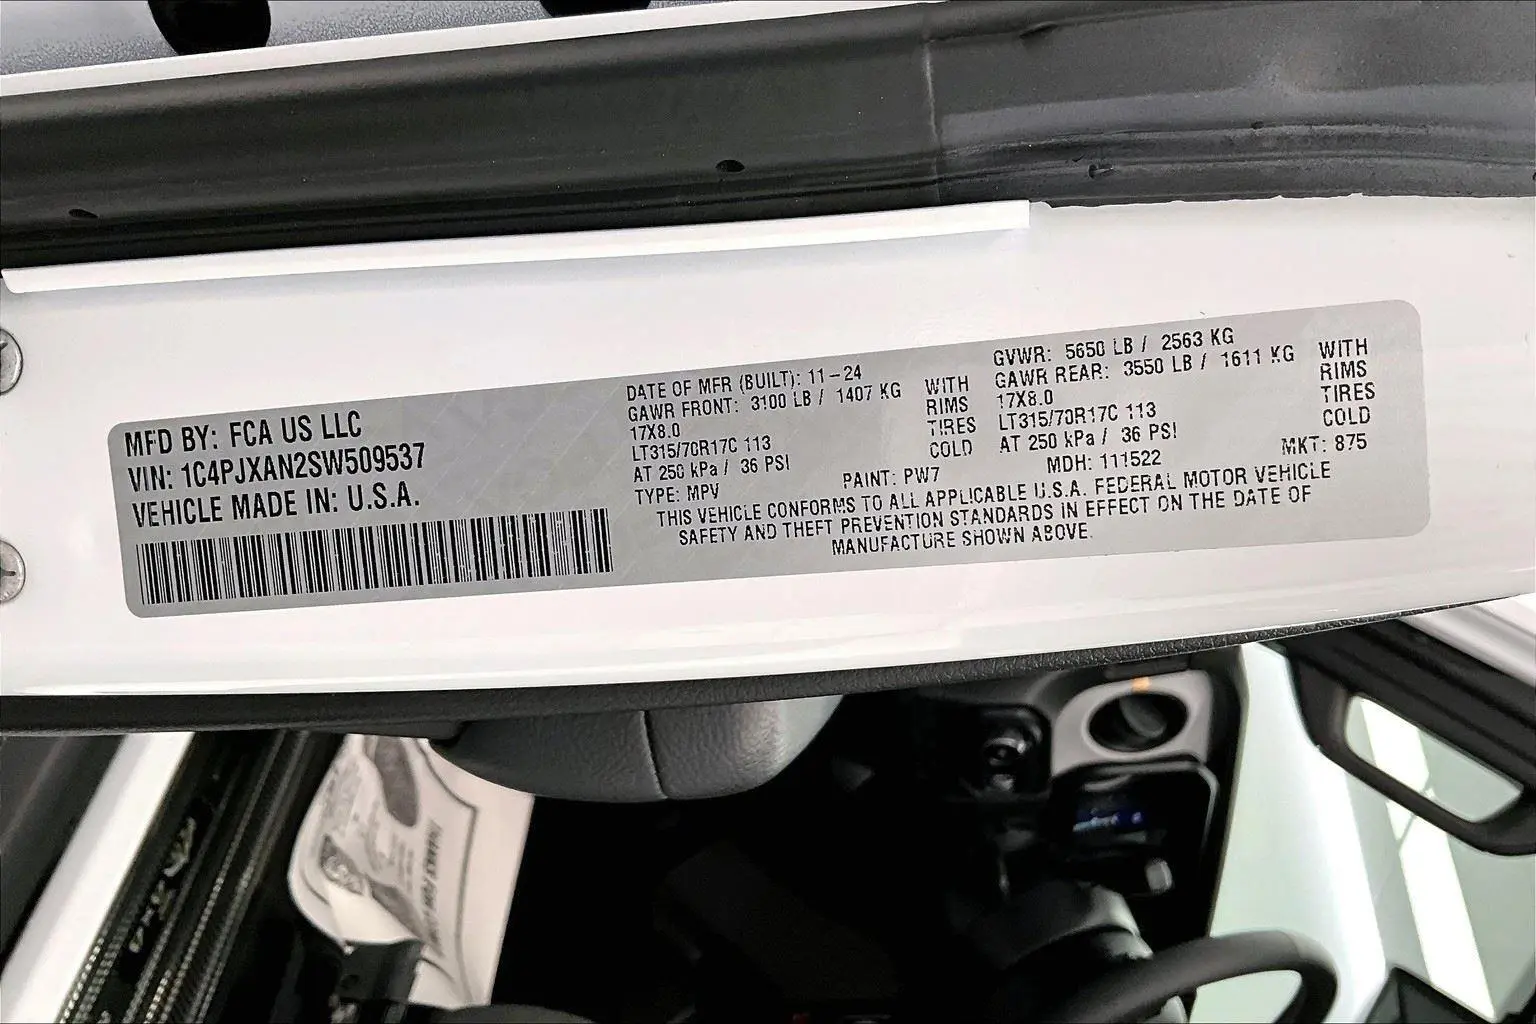 MFD BY: FCA US LLC
VIN: 1C4PJXAN2SW509537
VEHICLE MADE IN: U.S.A.
DATE OF MFR (BUILT): 11-24
GAWR FRONT: 3100 LB / 1407 KG WITH
17X8.0 RIMS
LT315/70R17C 113 TIRES
AT 250 kPa / 36 PSI COLD
TYPE: MPV PAINT: PW7
GVWR: 5650 LB / 2563 KG
GAWR REAR: 3550 LB / 1611 KG WITH
17X8.0 RIMS
LT315/70R17C 113 TIRES
AT 250 kPa / 36 PSI COLD
MDH: 111522 MKT: 875
THIS VEHICLE CONFORMS TO ALL APPLICABLE U.S.A. FEDERAL MOTOR VEHICLE
SAFETY AND THEFT PREVENTION STANDARDS IN EFFECT ON THE DATE OF
MANUFACTURE SHOWN ABOVE.
THANKS FOR